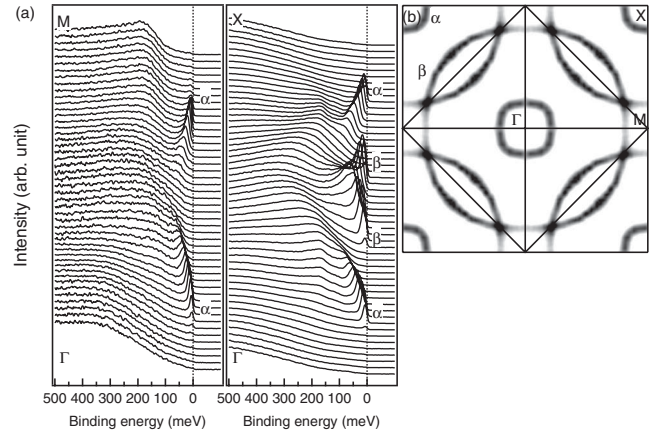 (a)
M
α
α
Γ
Intensity (arb. unit)
500 400 300 200 100 0
Binding energy (meV)
X
α
β
β
α
Γ
500 400 300 200 100 0
Binding energy (meV)
(b)
α
X
β
Γ
M